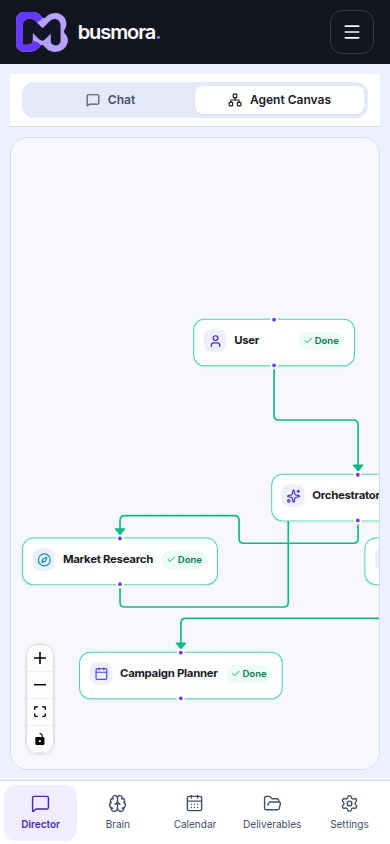 busmora.
Chat
Agent Canvas
User
Done
Orchestrator
Market Research
Done
Campaign Planner
Done
Director
Brain
Calendar
Deliverables
Settings